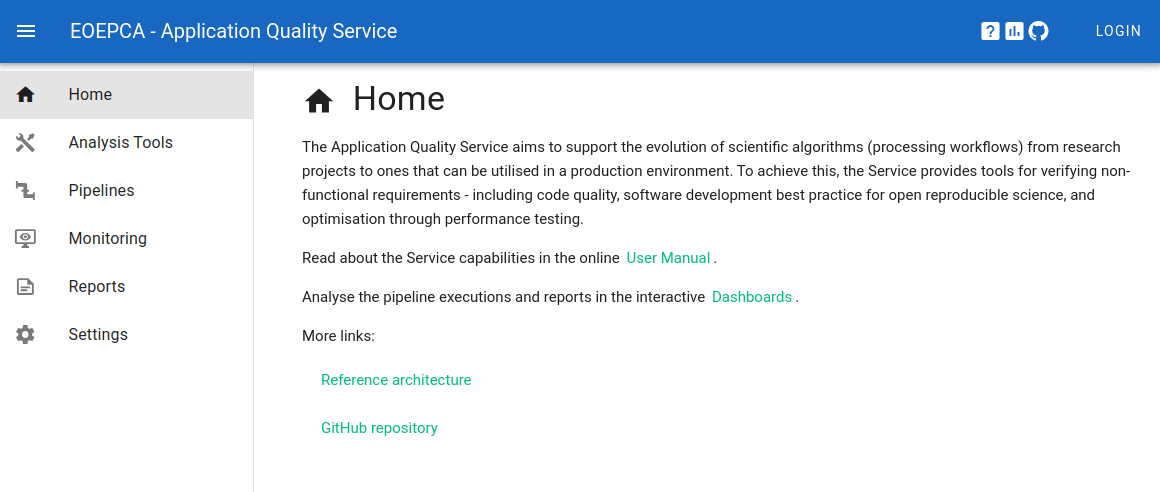 EOEPCA - Application Quality Service
LOGIN
Home
Analysis Tools
Pipelines
Monitoring
Reports
Settings
Home
The Application Quality Service aims to support the evolution of scientific algorithms (processing workflows) from research
projects to ones that can be utilised in a production environment. To achieve this, the Service provides tools for verifying non-
functional requirements - including code quality, software development best practice for open reproducible science, and
optimisation through performance testing.
Read about the Service capabilities in the online User Manual .
Analyse the pipeline executions and reports in the interactive Dashboards .
More links:
Reference architecture
GitHub repository